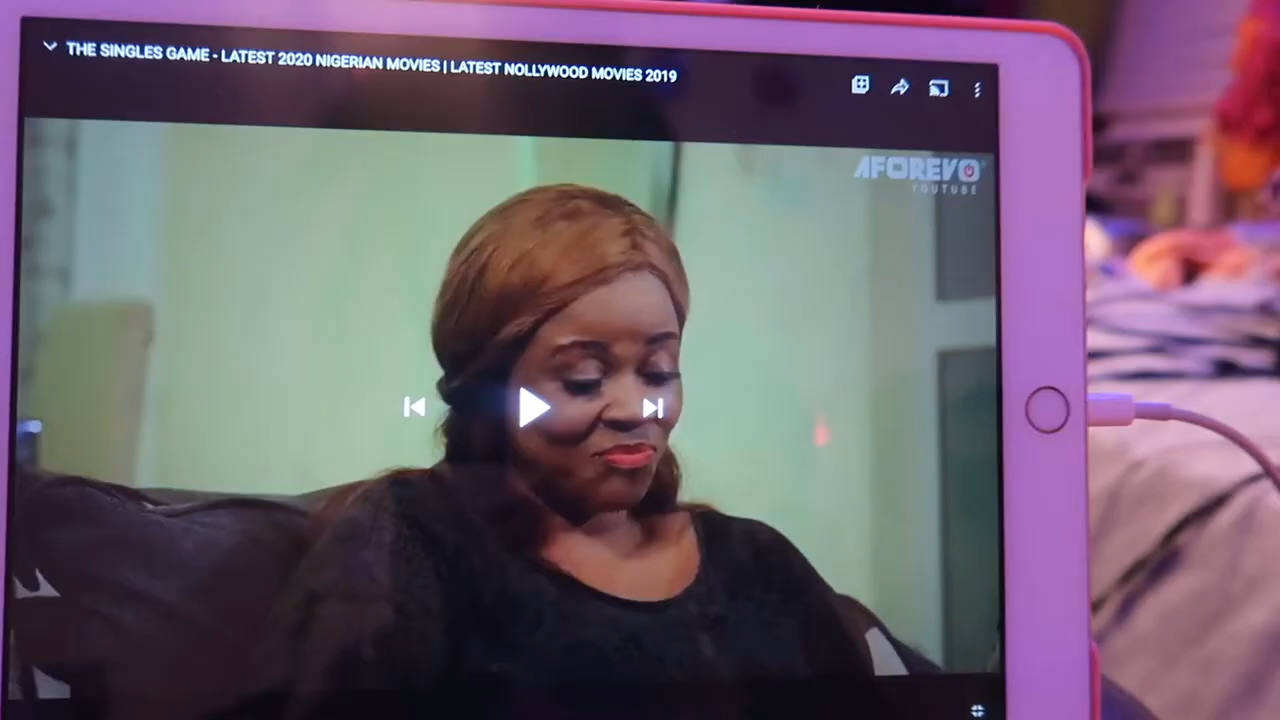 THE SINGLES GAME - LATEST 2020 NIGERIAN MOVIES | LATEST NOLLYWOOD MOVIES 2019
AFOREVO
YOUTUBE